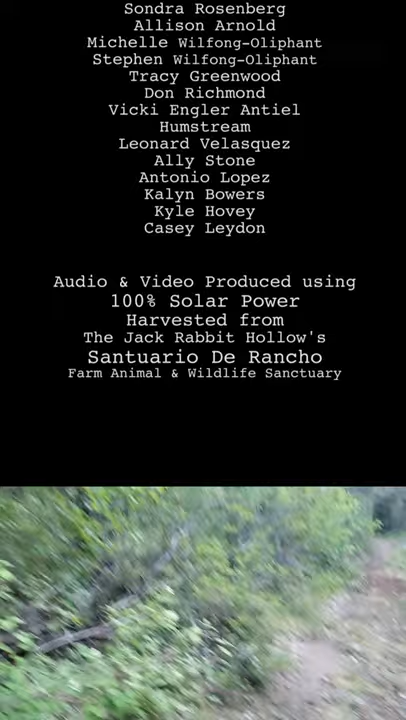 Sondra Rosenberg
Allison Arnold
Michelle Wilfong-Oliphant
Stephen Wilfong-Oliphant
Tracy Greenwood
Don Richmond
Vicki Engler Antiel
Humstream
Leonard Velasquez
Ally Stone
Antonio Lopez
Kalyn Bowers
Kyle Hovey
Casey Leydon
Audio & Video Produced using
100% Solar Power
Harvested from
The Jack Rabbit Hollow's
Santuario De Rancho
Farm Animal & Wildlife Sanctuary